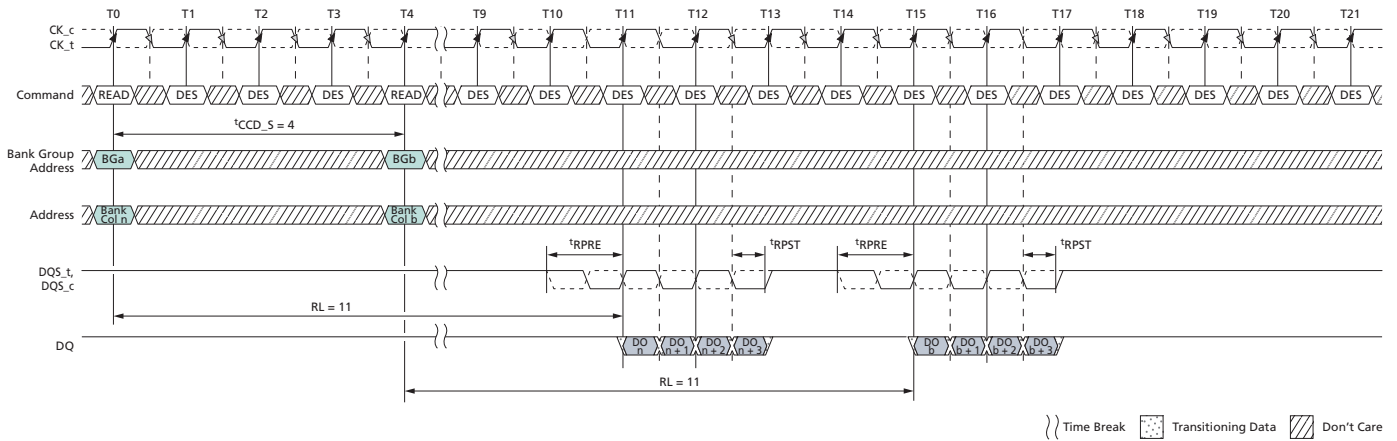 T0 T1 T2 T3 T4 T9 T10 T11 T12 T13 T14 T15 T16 T17 T18 T19 T20 T21
CK_c
CK_t
Command READ DES DES DES READ DES DES DES DES DES DES DES DES DES DES DES DES DES
tCCD_S = 4
Bank Group
Address
BGa BGb
Address
Bank
Col n
Bank
Col b
tRPRE tRPST tRPRE tRPST
DQS_t,
DQS_c
RL = 11
DQ
DO
n
DO
n + 1
DO
n + 2
DO
n + 3
DO
b
DO
b + 1
DO
b + 2
DO
b + 3
RL = 11
Time Break Transitioning Data Don't Care